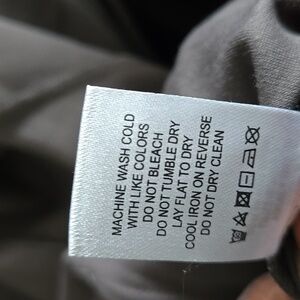 MACHINE WASH COLD
WITH LIKE COLORS
DO NOT BLEACH
DO NOT TUMBLE DRY
LAY FLAT TO DRY
COOL IRON ON REVERSE
DO NOT DRY CLEAN